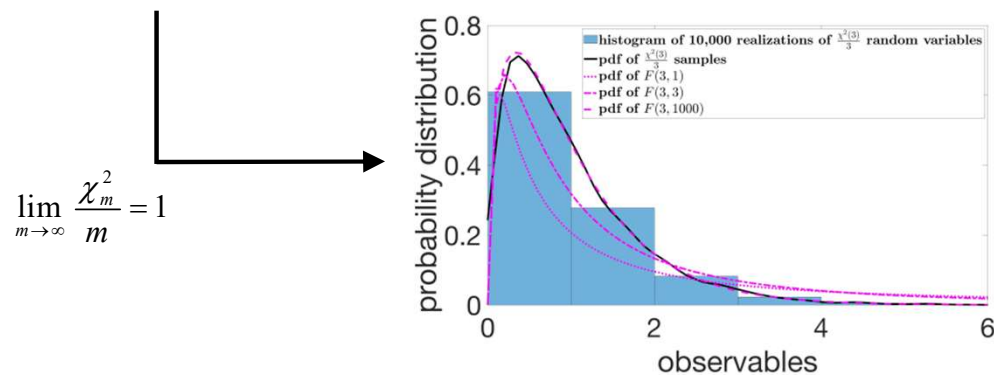 lim m→∞ χ²_m / m = 1
probability distribution
0.8
0.6
0.4
0.2
0
histogram of 10,000 realizations of χ²(3)/3 random variables
pdf of χ²(3)/3 samples
pdf of F(3, 1)
pdf of F(3, 3)
pdf of F(3, 1000)
0 2 4 6
observables